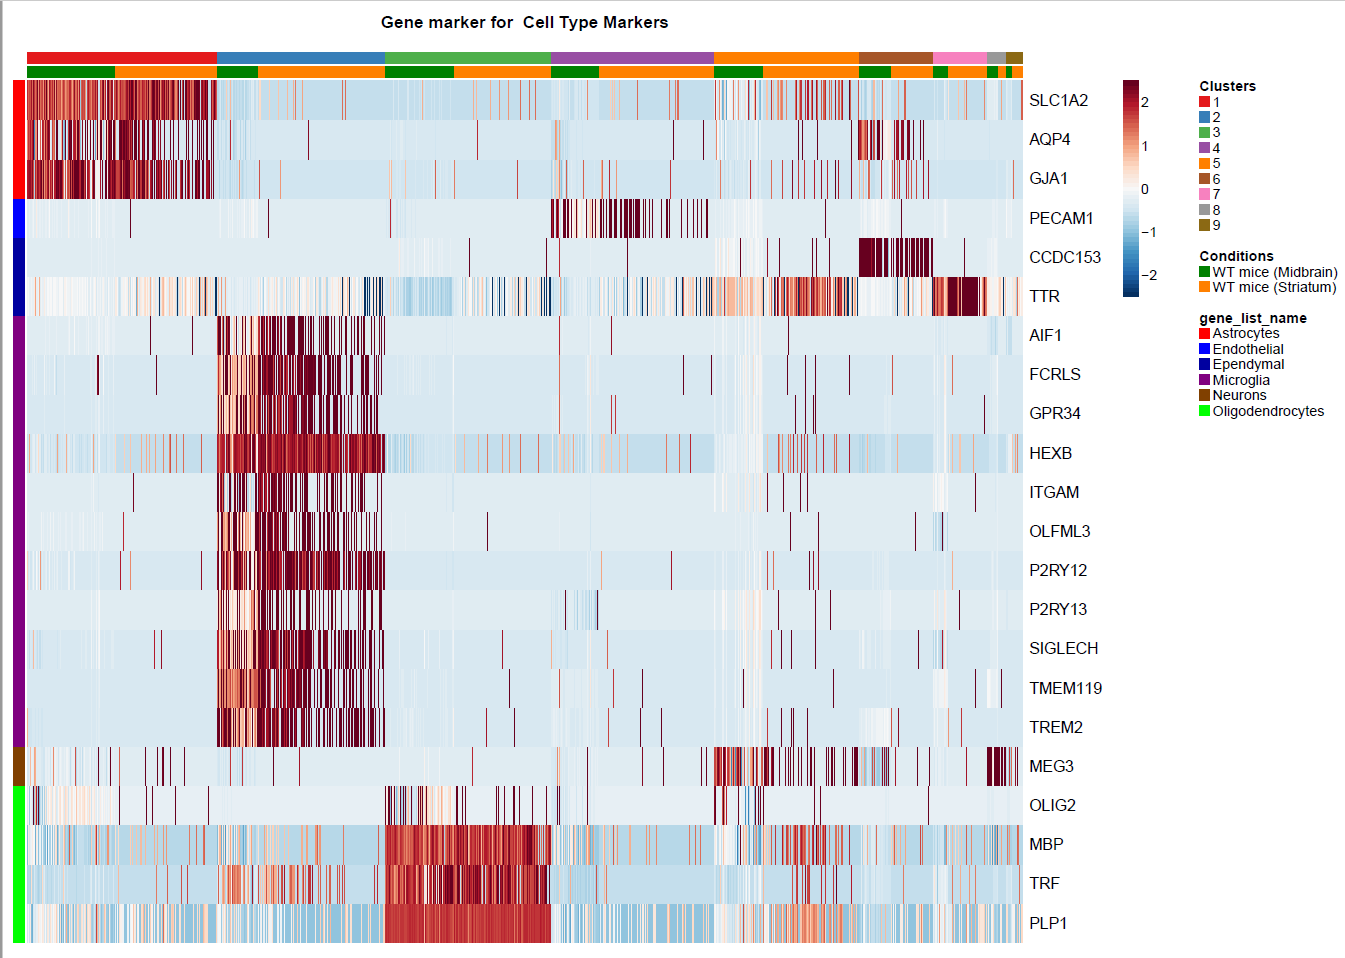 Gene marker for  Cell Type Markers
SLC1A2
AQP4
GJA1
PECAM1
CCDC153
TTR
AIF1
FCRLS
GPR34
HEXB
ITGAM
OLFML3
P2RY12
P2RY13
SIGLECH
TMEM119
TREM2
MEG3
OLIG2
MBP
TRF
PLP1
2
1
0
−1
−2
Clusters
1
2
3
4
5
6
7
8
9
Conditions
WT mice (Midbrain)
WT mice (Striatum)
gene_list_name
Astrocytes
Endothelial
Ependymal
Microglia
Neurons
Oligodendrocytes